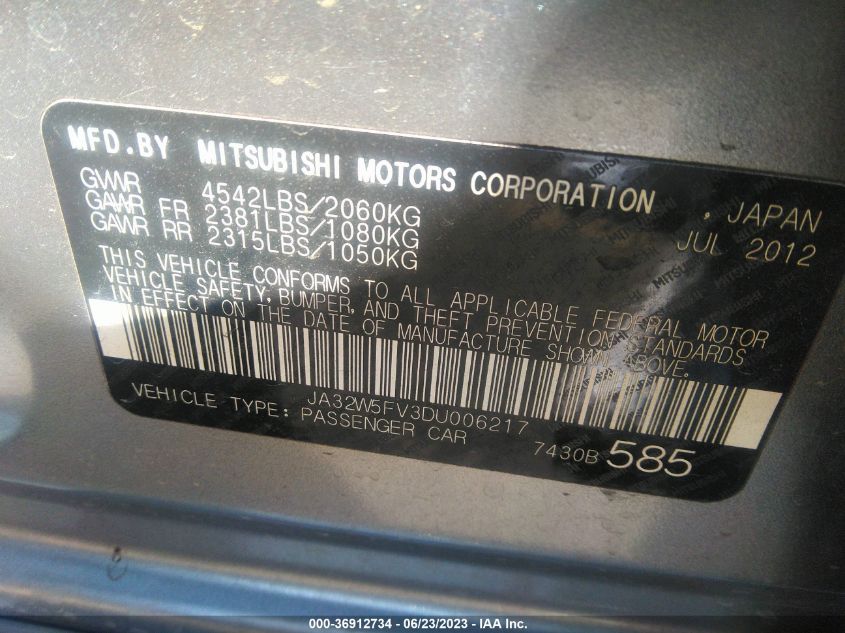 MFD.BY MITSUBISHI MOTORS CORPORATION , JAPAN
GVWR 4542LBS/2060KG JUL 2012
GAWR FR 2381LBS/1080KG
GAWR RR 2315LBS/1050KG
THIS VEHICLE CONFORMS TO ALL APPLICABLE FEDERAL MOTOR
VEHICLE SAFETY, BUMPER, AND THEFT PREVENTION STANDARDS
IN EFFECT ON THE DATE OF MANUFACTURE SHOWN ABOVE.
JA32W5FV3DU006217
VEHICLE TYPE: PASSENGER CAR
7430B 585
000-36912734 - 06/23/2023 - IAA Inc.